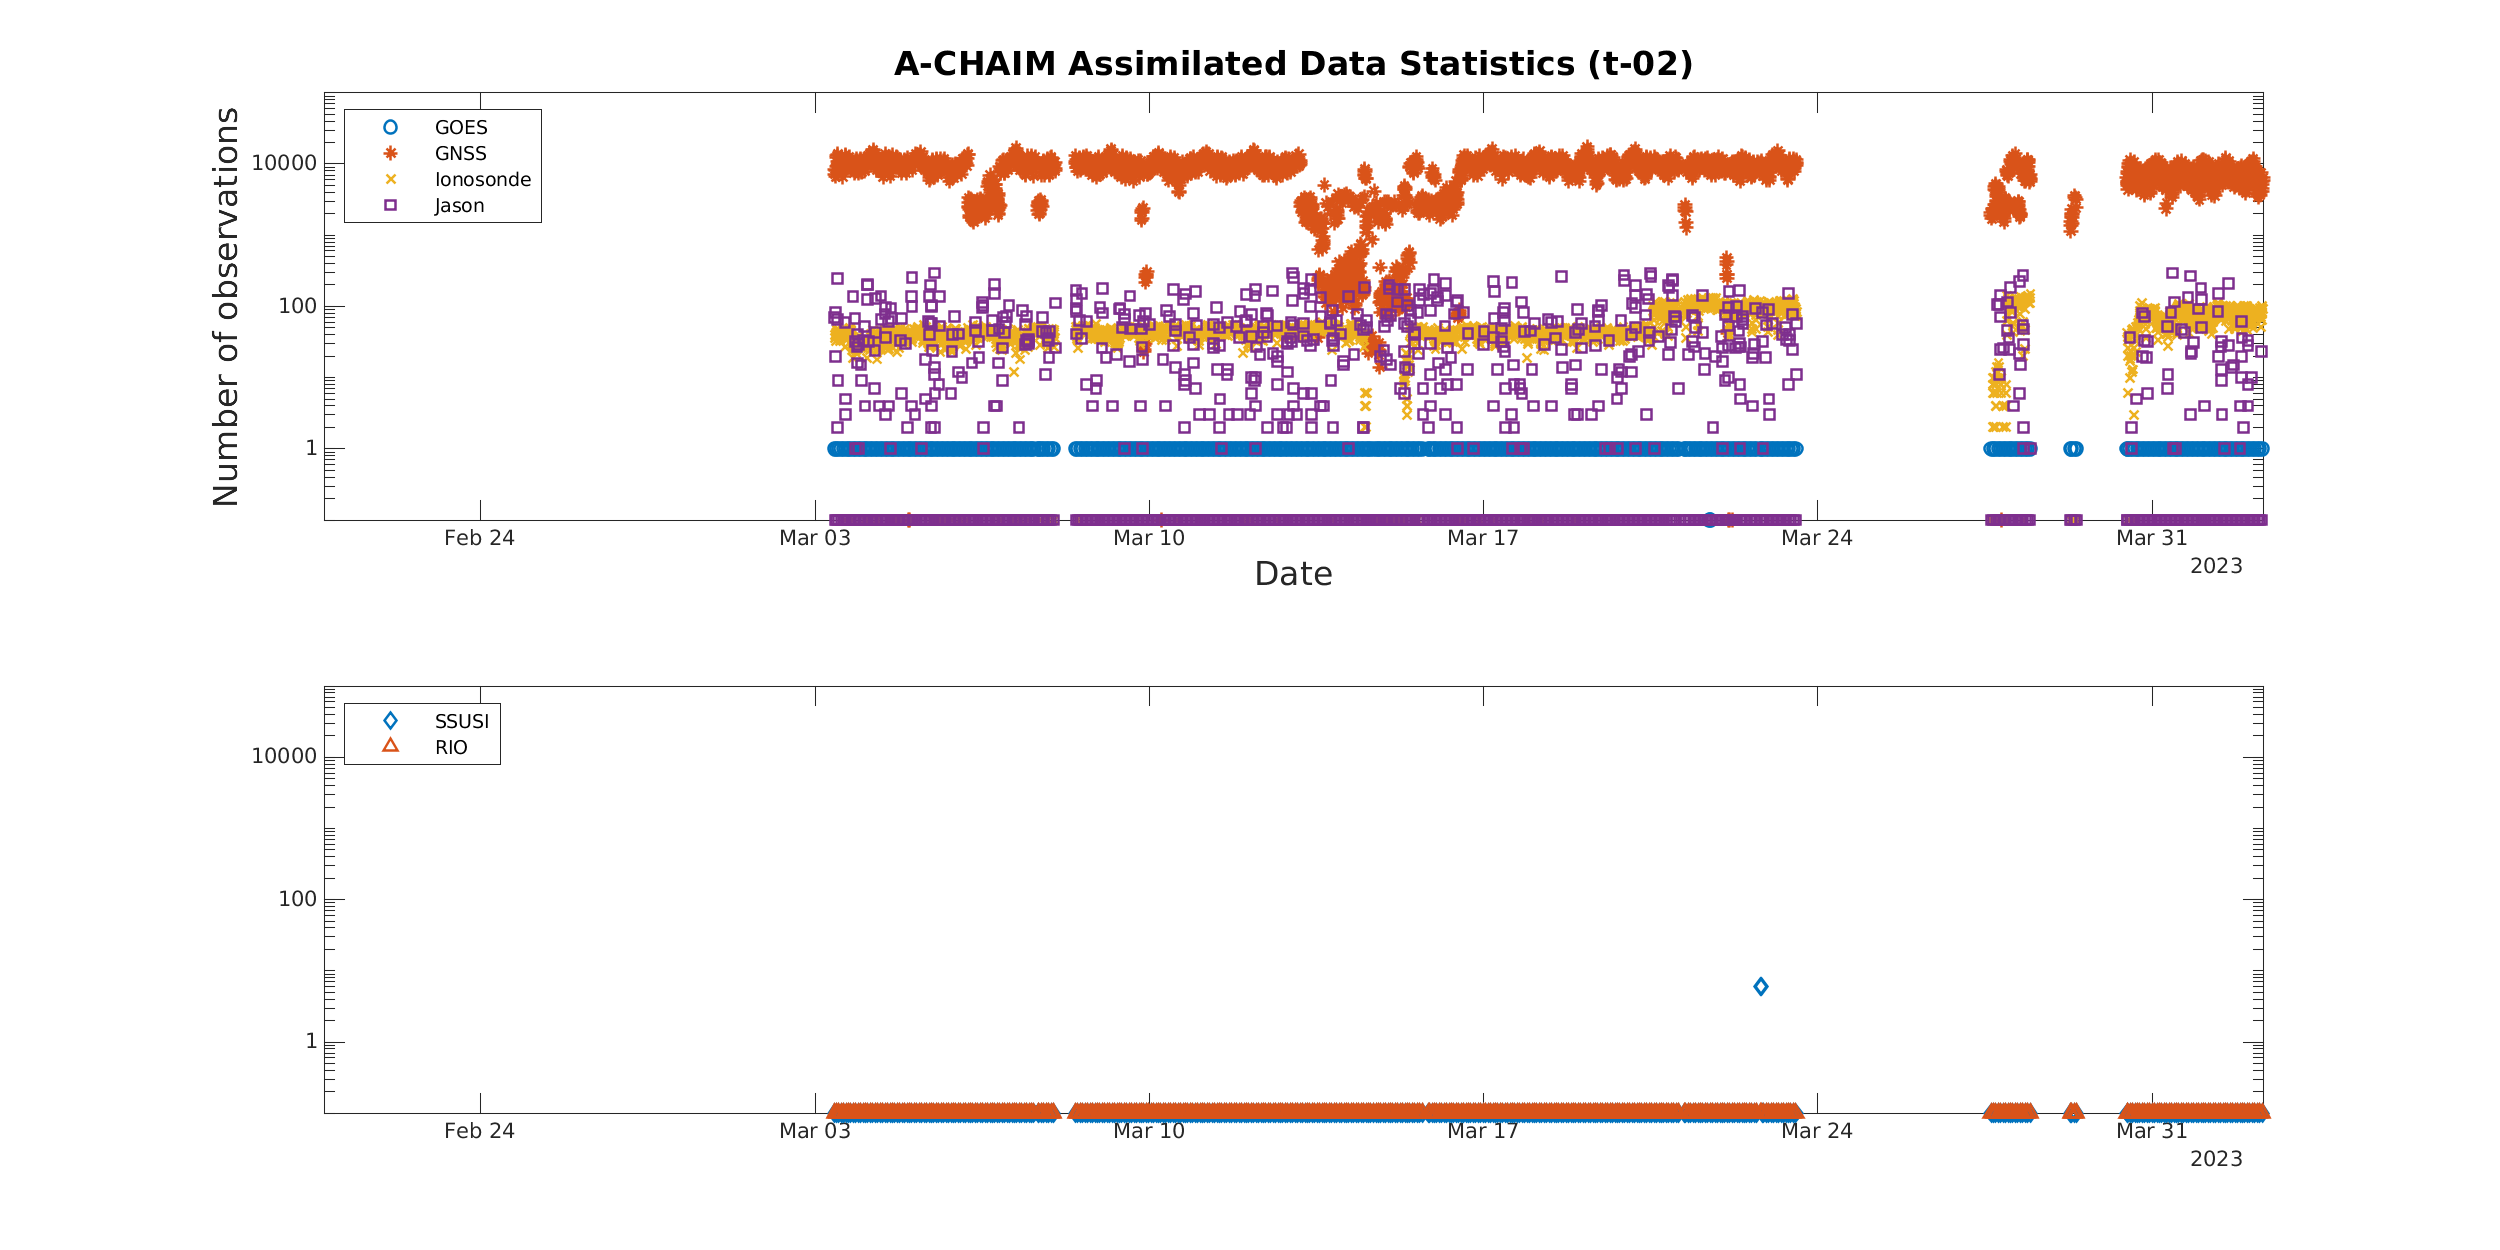 A-CHAIM Assimilated Data Statistics (t-02)
Number of observations
GOES
GNSS
Ionosonde
Jason
10000
100
1
Feb 24 Mar 03 Mar 10 Mar 17 Mar 24 Mar 31
2023
Date
SSUSI
RIO
10000
100
1
Feb 24 Mar 03 Mar 10 Mar 17 Mar 24 Mar 31
2023